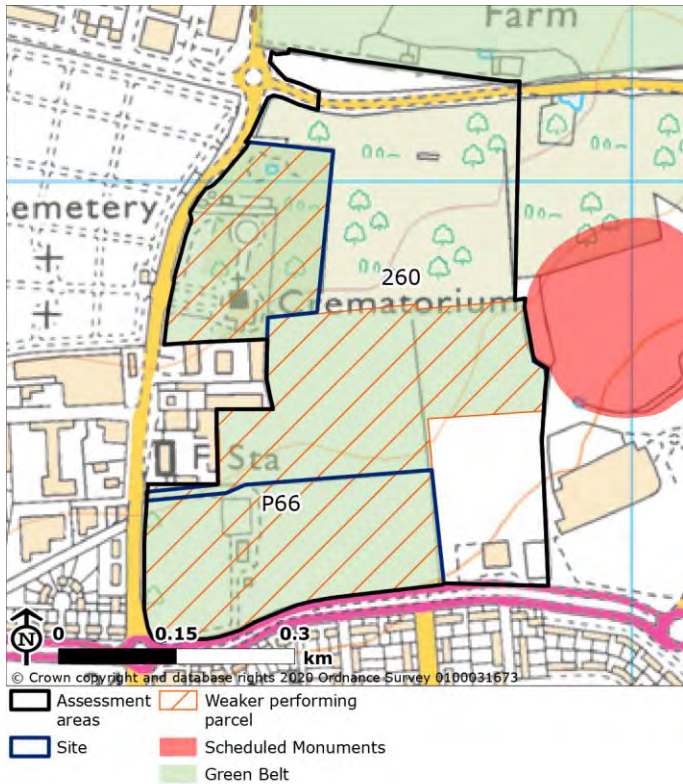 Farm
emetery
260
Crematorium
F Sta
P66
N
0 0.15 0.3
km
© Crown copyright and database rights 2020 Ordnance Survey 0100031673
Assessment areas
Weaker performing parcel
Site
Scheduled Monuments
Green Belt